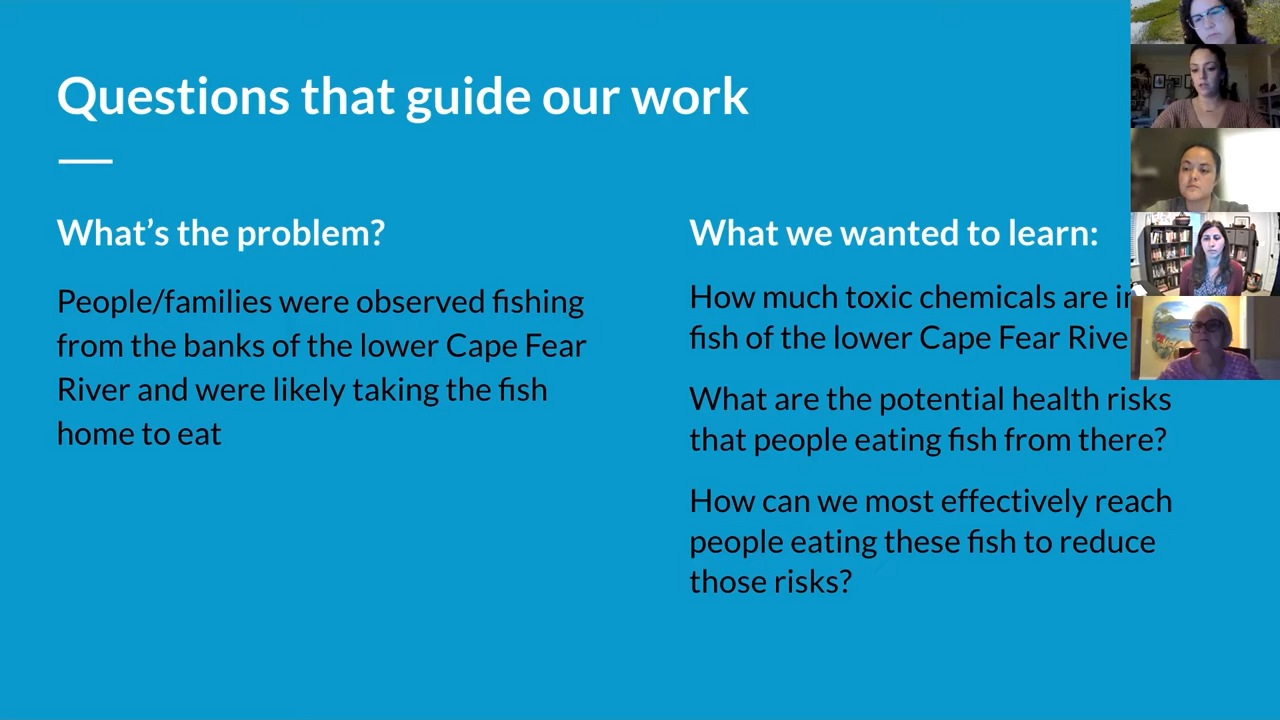 Questions that guide our work
What's the problem?
People/families were observed fishing
from the banks of the lower Cape Fear
River and were likely taking the fish
home to eat
What we wanted to learn:
How much toxic chemicals are
fish of the lower Cape Fear
What are the potential health risks
that people eating fish from there?
How can we most effectively reach
people eating these fish to reduce
those risks?